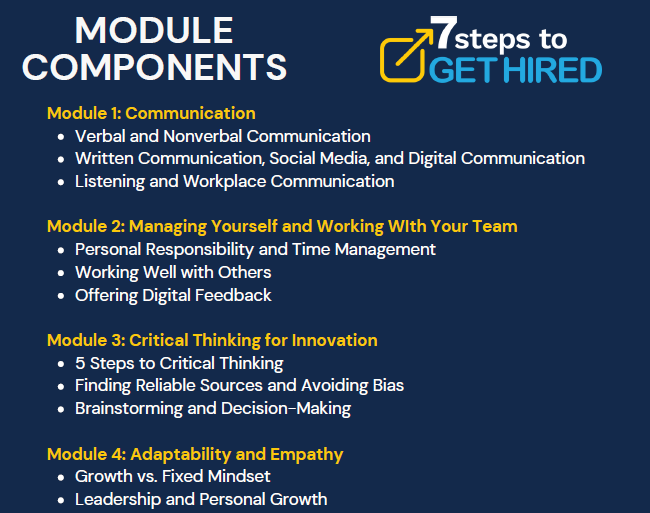 MODULE
COMPONENTS
7 steps to
GET HIRED
Module 1: Communication
• Verbal and Nonverbal Communication
• Written Communication, Social Media, and Digital Communication
• Listening and Workplace Communication
Module 2: Managing Yourself and Working WIth Your Team
• Personal Responsibility and Time Management
• Working Well with Others
• Offering Digital Feedback
Module 3: Critical Thinking for Innovation
• 5 Steps to Critical Thinking
• Finding Reliable Sources and Avoiding Bias
• Brainstorming and Decision-Making
Module 4: Adaptability and Empathy
• Growth vs. Fixed Mindset
• Leadership and Personal Growth